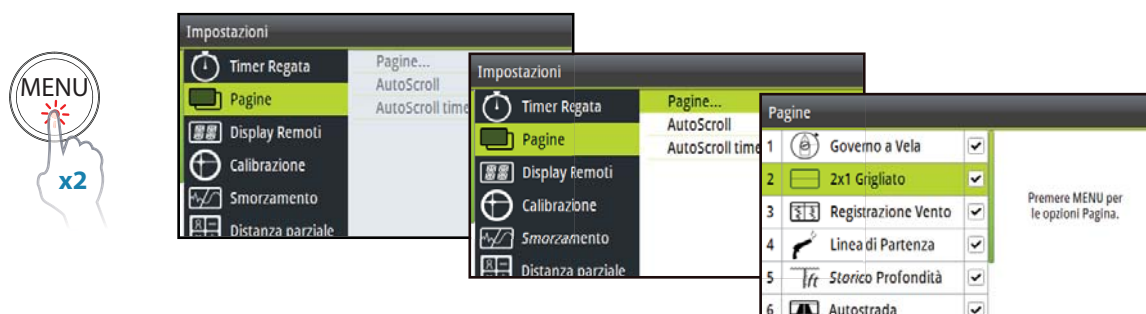 MENU
x2
Impostazioni
Timer Regata
Pagine
Display Remoti
Calibrazione
Smorzamento
Distanza parziale
Pagine...
AutoScroll
AutoScroll time
Impostazioni
Timer Regata
Pagine
Display Remoti
Calibrazione
Smorzamento
Distanza parziale
Pagine...
AutoScroll
AutoScroll time
Pagine
1 Governo a Vela
2 2x1 Grigliato
3 Registrazione Vento
4 Linea di Partenza
5 ft Storico Profondità
6 Autostrada
Premere MENU per
le opzioni Pagina.